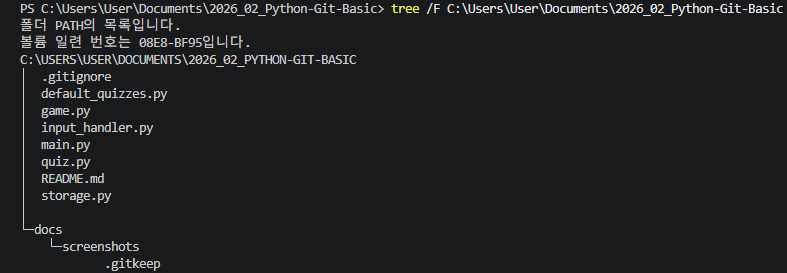 PS C:\Users\User\Documents\2026_02_Python-Git-Basic> tree /F C:\Users\User\Documents\2026_02_Python-Git-Basic
폴더 PATH의 목록입니다.
볼륨 일련 번호는 08E8-BF95입니다.
C:\USERS\USER\DOCUMENTS\2026_02_PYTHON-GIT-BASIC
│  .gitignore
│  default_quizzes.py
│  game.py
│  input_handler.py
│  main.py
│  quiz.py
│  README.md
│  storage.py
│
└─docs
    └─screenshots
            .gitkeep